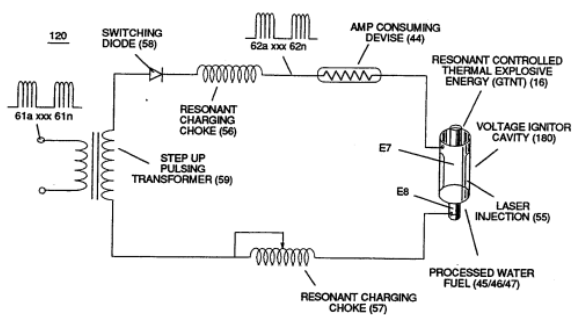 120
SWITCHING
DIODE (58)
62a xxx 62n
AMP CONSUMING
DEVISE (44)
RESONANT CONTROLLED
THERMAL EXPLOSIVE
ENERGY (GTNT) (16)
61a xxx 61n
RESONANT
CHARGING
CHOKE (56)
VOLTAGE IGNITOR
CAVITY (180)
E7
STEP UP
PULSING
TRANSFORMER (59)
E8
LASER
INJECTION (55)
PROCESSED WATER
FUEL (45/46/47)
RESONANT CHARGING
CHOKE (57)